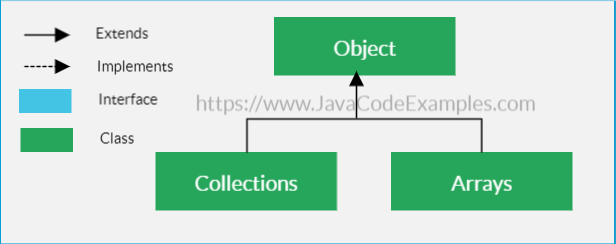 Extends
Implements
Interface
Class
Object
https://www.JavaCodeExamples.com
Collections
Arrays